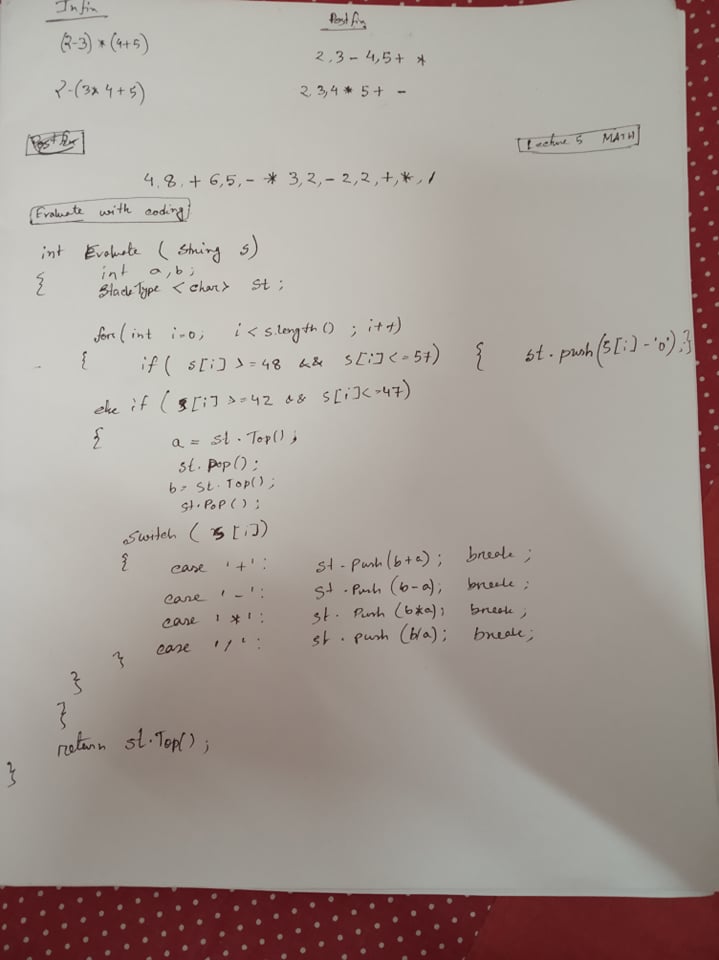 Infix Postfix
(2-3) * (4+5) 2,3 - 4,5+ *
2-(3*4+5) 2 3,4 * 5+ -
Postfix Lecture 5 MATH
4,8, + 6,5, - * 3,2, - 2,2, +, *, /
Evaluate with coding
int Evaluate ( string s)
{ int a, b;
StackType <char> st;
for( int i=0; i < s.length() ; i++)
{ if ( s[i] >= 48 && s[i] <= 57) { st.push(s[i] - '0'); }
else if ( s[i] >= 42 && s[i] <= 47)
{ a = st.Top();
st.pop();
b = st.Top();
st.PoP();
switch ( s[i])
{ case '+': st.push(b+a); break;
case '-': st.Push (b-a); break;
case '*': st. Push (b*a); break;
case '/': st. push (b/a); break;
}
}
}
return st.Top();
}